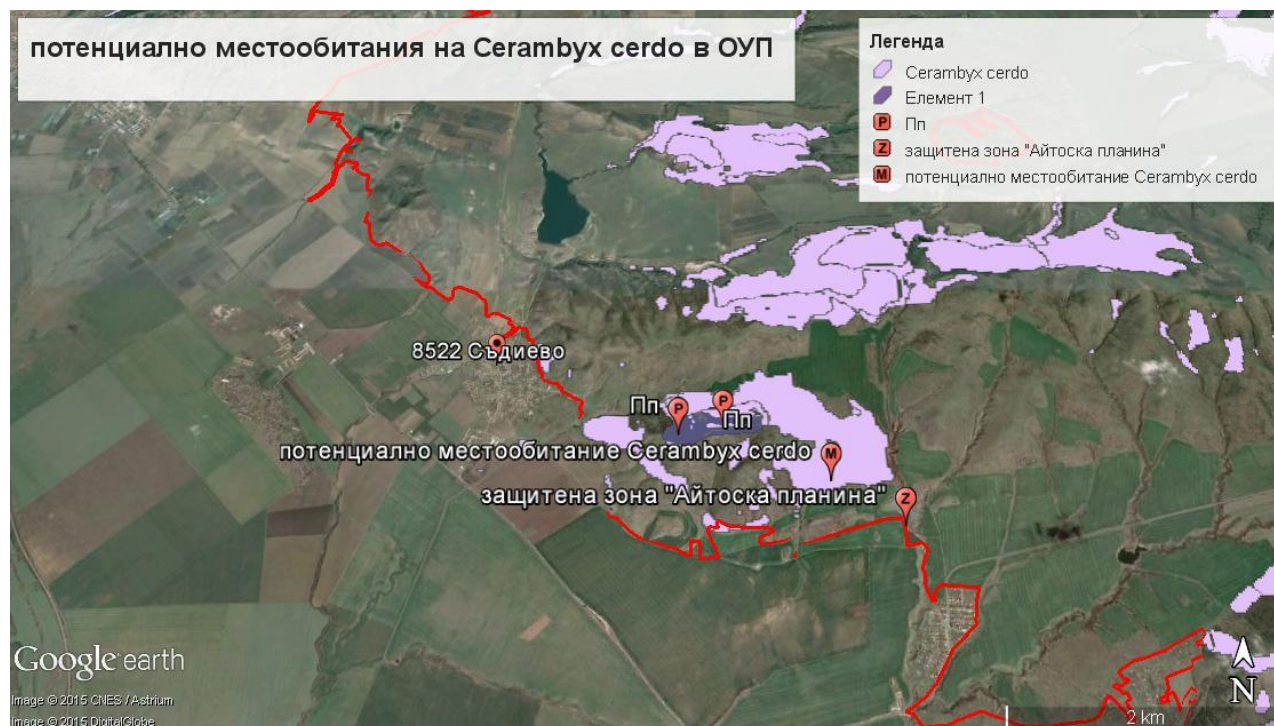 потенциално местообитания на Cerambyx cerdo в ОУП
Легенда
Cerambyx cerdo
Елемент 1
P Пп
Z защитена зона "Айтоска планина"
M потенциално местообитание Cerambyx cerdo
8522 Съдиево
Пп P P
Пп
потенциално местообитание Cerambyx cerdo M
защитена зона "Айтоска планина" Z
Google earth
Image © 2015 CNES / Astrium
Image © 2015 DigitalGlobe
N
2 km